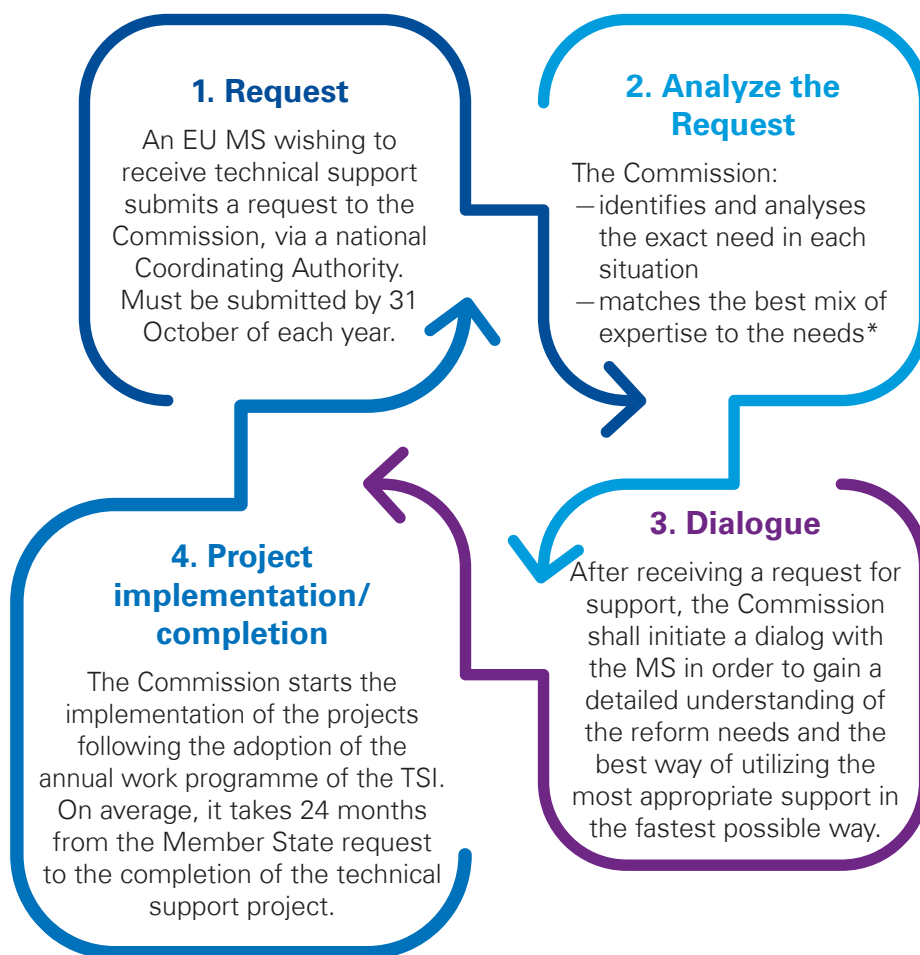 1. Request
An EU MS wishing to
receive technical support
submits a request to the
Commission, via a national
Coordinating Authority.
Must be submitted by 31
October of each year.
2. Analyze the
Request
The Commission:
—identifies and analyses
the exact need in each
situation
—matches the best mix of
expertise to the needs*
3. Dialogue
After receiving a request for
support, the Commission
shall initiate a dialog with
the MS in order to gain a
detailed understanding of
the reform needs and the
best way of utilizing the
most appropriate support in
the fastest possible way.
4. Project
implementation/
completion
The Commission starts the
implementation of the projects
following the adoption of the
annual work programme of the TSI.
On average, it takes 24 months
from the Member State request
to the completion of the technical
support project.